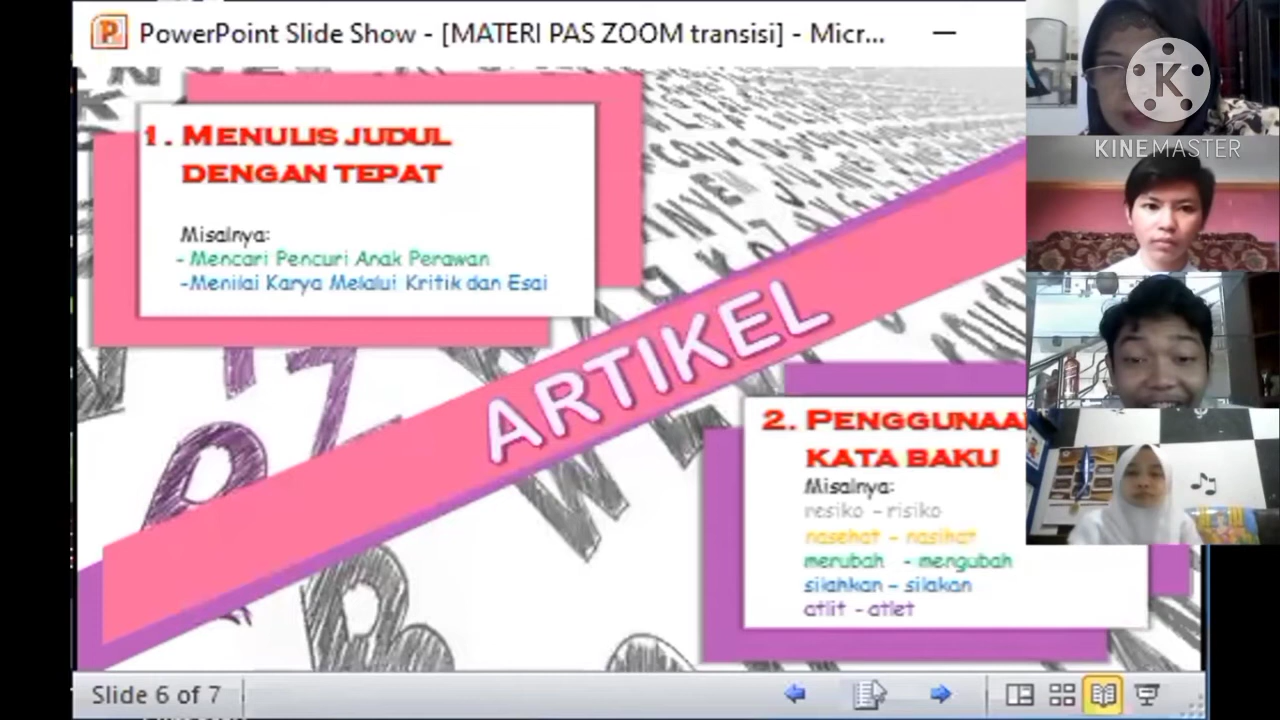 PowerPoint Slide Show - [MATERI PAS ZOOM transisi] - Micr...
K
KINEMASTER
1. MENULIS JUDUL
DENGAN TEPAT
Misalnya:
- Mencari Pencuri Anak Perawan
-Menilai Karya Melalui Kritik dan Esai
ARTIKEL
2. PENGGUNAAN
KATA BAKU
Misalnya:
resiko - risiko
nasehat - nasihat
merubah - mengubah
silahkan - silakan
atlit - atlet
Slide 6 of 7